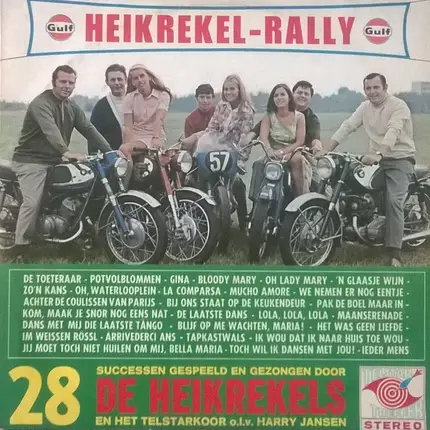 Gulf
HEIKREKEL-RALLY
Gulf
57
DE TOETERAAR - POTVOLBLOMMEN - GINA - BLOODY MARY - OH LADY MARY - 'N GLAASJE WIJN -
ZO'N KANS - OH, WATERLOOPLEIN - LA COMPARSA - MUCHO AMORE - WE NEMEN ER NOG EENTJE -
ACHTER DE COULISSEN VAN PARIJS - BIJ ONS STAAT OP DE KEUKENDEUR - PAK DE BOEL MAAR IN -
KOM, MAAK JE SNOR NOG EENS NAT - DE LAATSTE DANS - LOLA, LOLA, LOLA - MAANSERENADE -
DANS MET MIJ DIE LAATSTE TANGO - BLIJF OP ME WACHTEN, MARIA! - HET WAS GEEN LIEFDE -
IM WEISSEN RÖSSL - ARRIVEDERCI ANS - TAPKASTWALS - IK WOU DAT IK NAAR HUIS TOE WOU -
JIJ MOET TOCH NIET HUILEN OM MIJ, BELLA MARIA - TOCH WIL IK DANSEN MET JOU! - IEDER MENS
28
SUCCESSEN GESPEELD EN GEZONGEN DOOR
DE HEIKREKELS
EN HET TELSTARKOOR o.l.v. HARRY JANSEN
STEREO